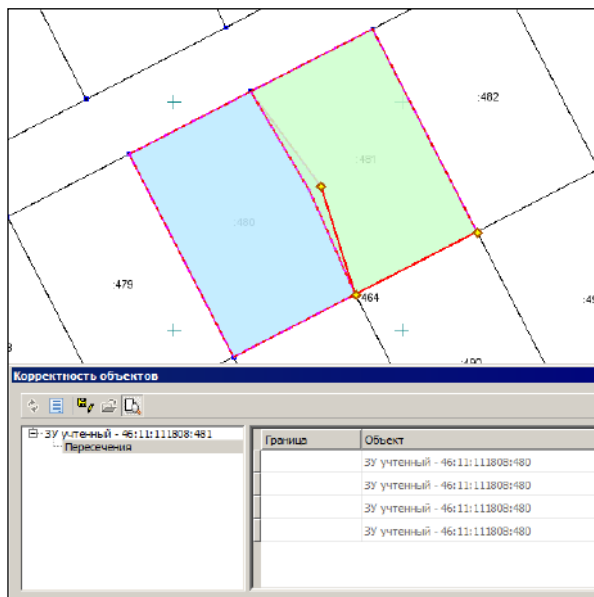 :482
:481
:480
:479
:464
:490
Корректность объектов
ЗУ учтенный - 46:11:111808:481
Пересечения
Граница Объект
ЗУ учтенный - 46:11:111808:480
ЗУ учтенный - 46:11:111808:480
ЗУ учтенный - 46:11:111808:480
ЗУ учтенный - 46:11:111808:480